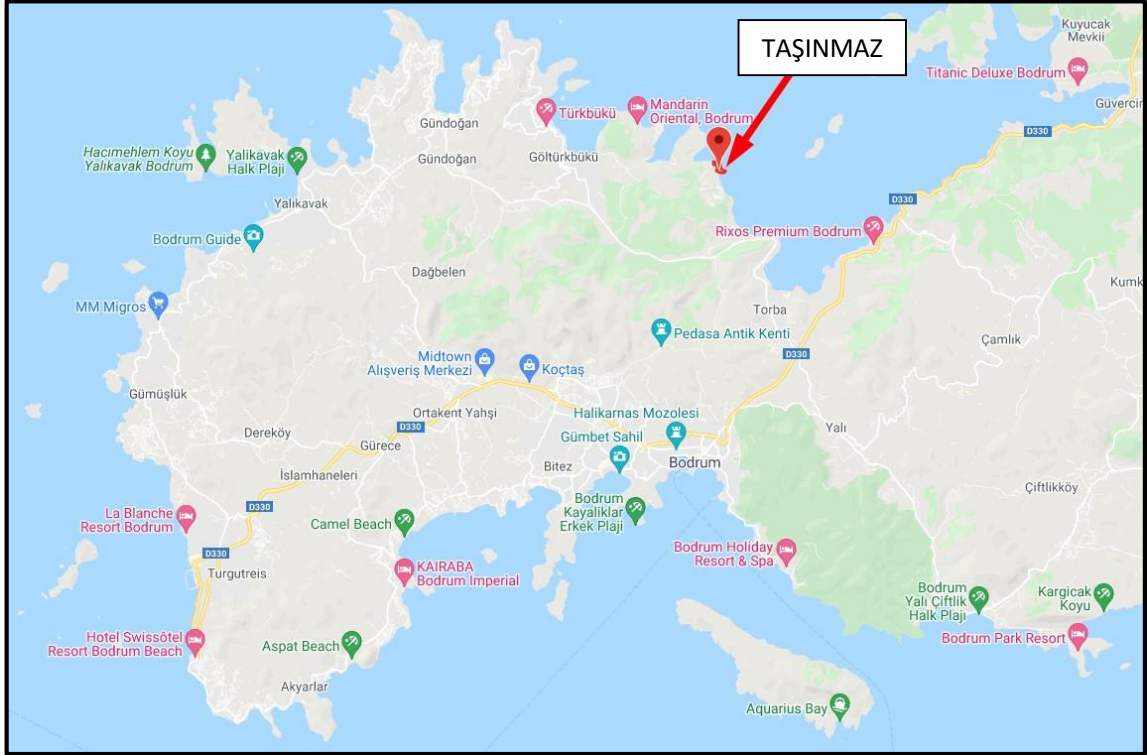 Kuyucak
Mevkii
TAŞINMAZ
Titanic Deluxe Bodrum
Güvercin
Türkbükü
Mandarin
Oriental, Bodrum
Gündoğan
D330
Hacımehlem Koyu
Yalıkavak Bodrum
Yalikavak
Halk Plaji
Gündoğan
Göltürkbükü
Yalıkavak
D330
Rixos Premium Bodrum
Bodrum Guide
Dağbelen
Kumk
MM Migros
Torba
Pedasa Antik Kenti
Çamlık
Midtown
Alışveriş Merkezi
Koçtaş
D330
Gümüşlük
Ortakent Yahşi
Halikarnas Mozolesi
D330
Dereköy
Gürece
Gümbet Sahil
Yalı
Bitez
Bodrum
İslamhaneleri
Çiftlikköy
Bodrum
Kayaliklar
Erkek Plaji
La Blanche
Resort Bodrum
D330
Camel Beach
D330
Turgutreis
KAIRABA
Bodrum Imperial
Bodrum Holiday
Resort & Spa
Bodrum
Yalı Çiftlik
Halk Plajı
Kargicak
Koyu
Hotel Swissôtel
Resort Bodrum Beach
Aspat Beach
Bodrum Park Resort
Akyarlar
Aquarius Bay